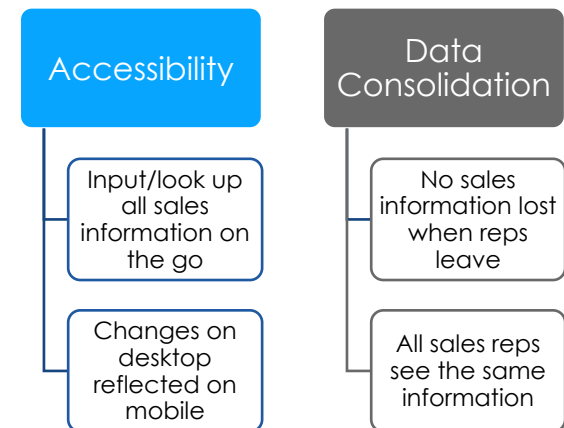 Accessibility
Input/look up
all sales
information on
the go
Changes on
desktop
reflected on
mobile
Data
Consolidation
No sales
information lost
when reps
leave
All sales reps
see the same
information